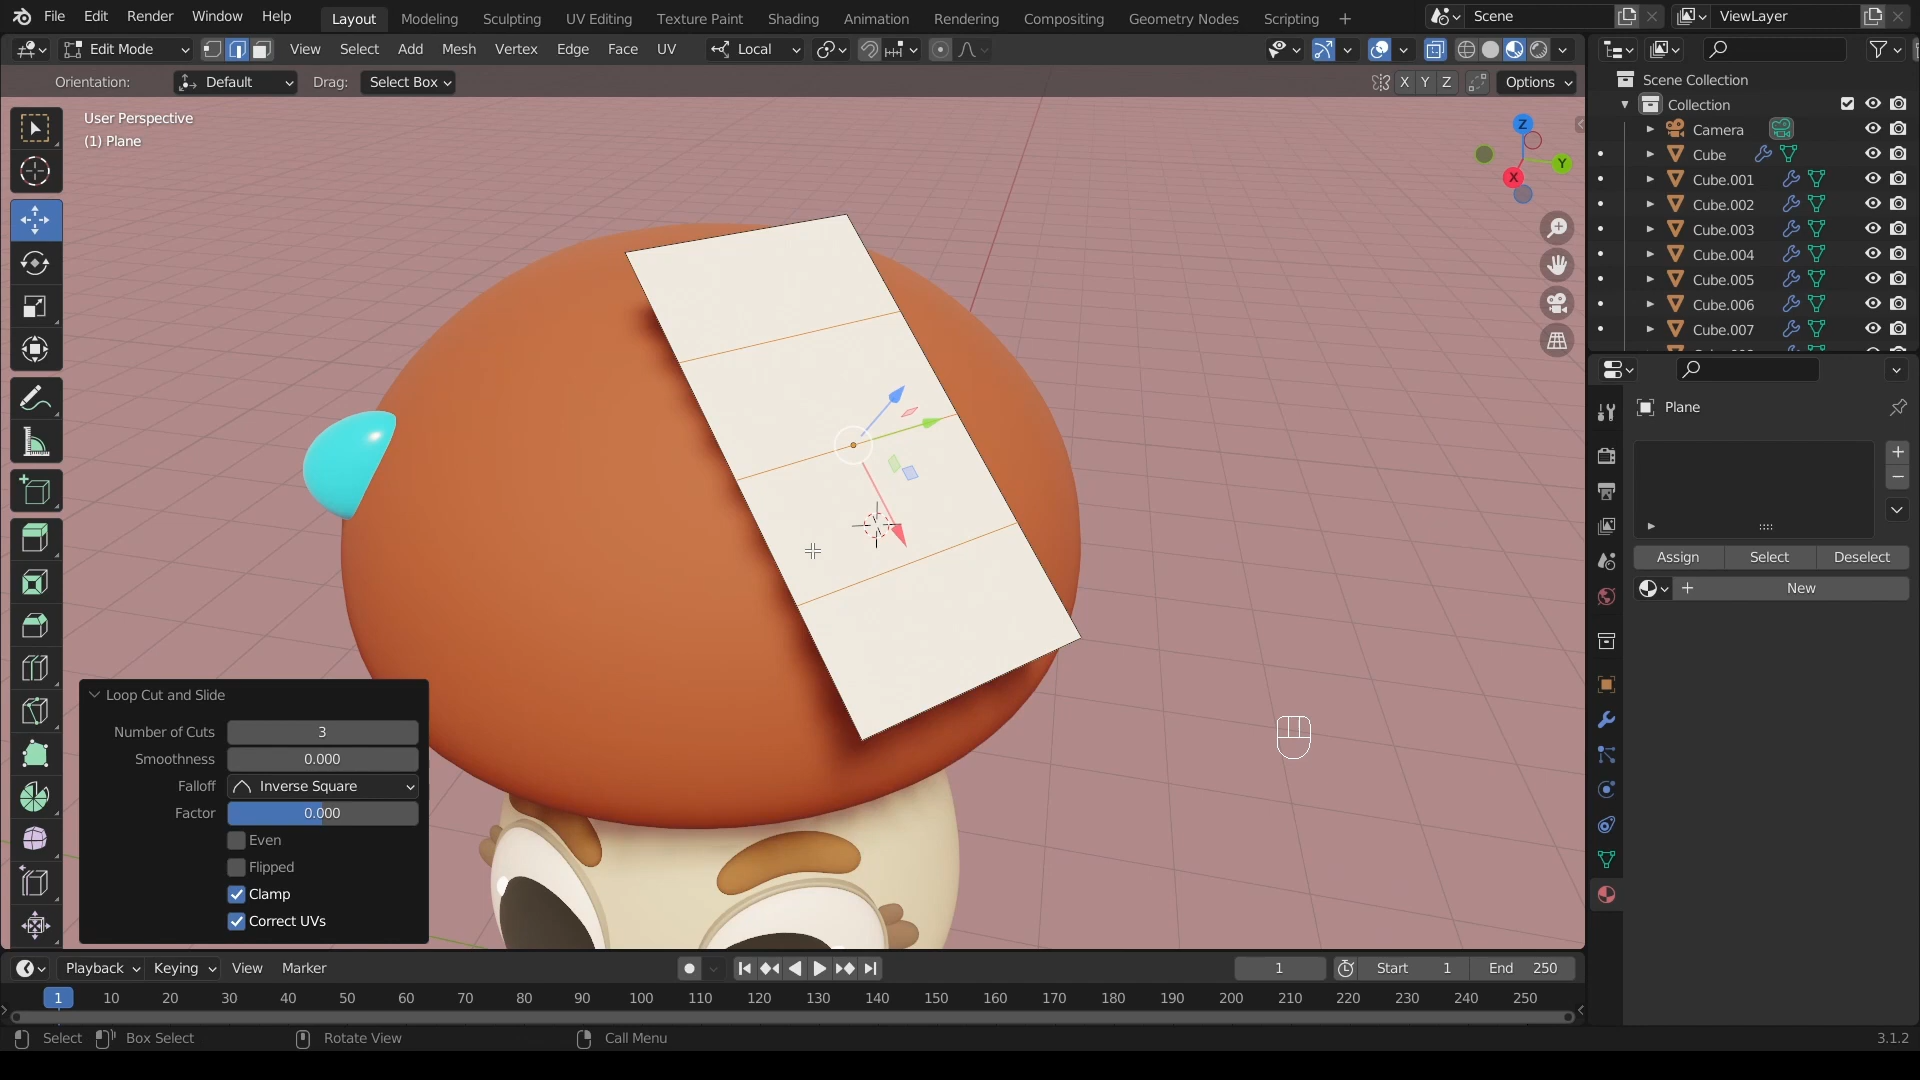 File Edit Render Window Help Layout Modeling Sculpting UV Editing Texture Paint Shading Animation Rendering Compositing Geometry Nodes Scripting + Scene ViewLayer
Edit Mode View Select Add Mesh Vertex Edge Face UV Local
Orientation: Default Drag: Select Box X Y Z Options
User Perspective
(1) Plane
Z
Y
X
Scene Collection
Collection
Camera
Cube
Cube.001
Cube.002
Cube.003
Cube.004
Cube.005
Cube.006
Cube.007
Plane
Assign Select Deselect
New
Loop Cut and Slide
Number of Cuts 3
Smoothness 0.000
Falloff Inverse Square
Factor 0.000
Even
Flipped
Clamp
Correct UVs
Playback Keying View Marker 1 Start 1 End 250
1 10 20 30 40 50 60 70 80 90 100 110 120 130 140 150 160 170 180 190 200 210 220 230 240 250
Select Box Select Rotate View Call Menu 3.1.2